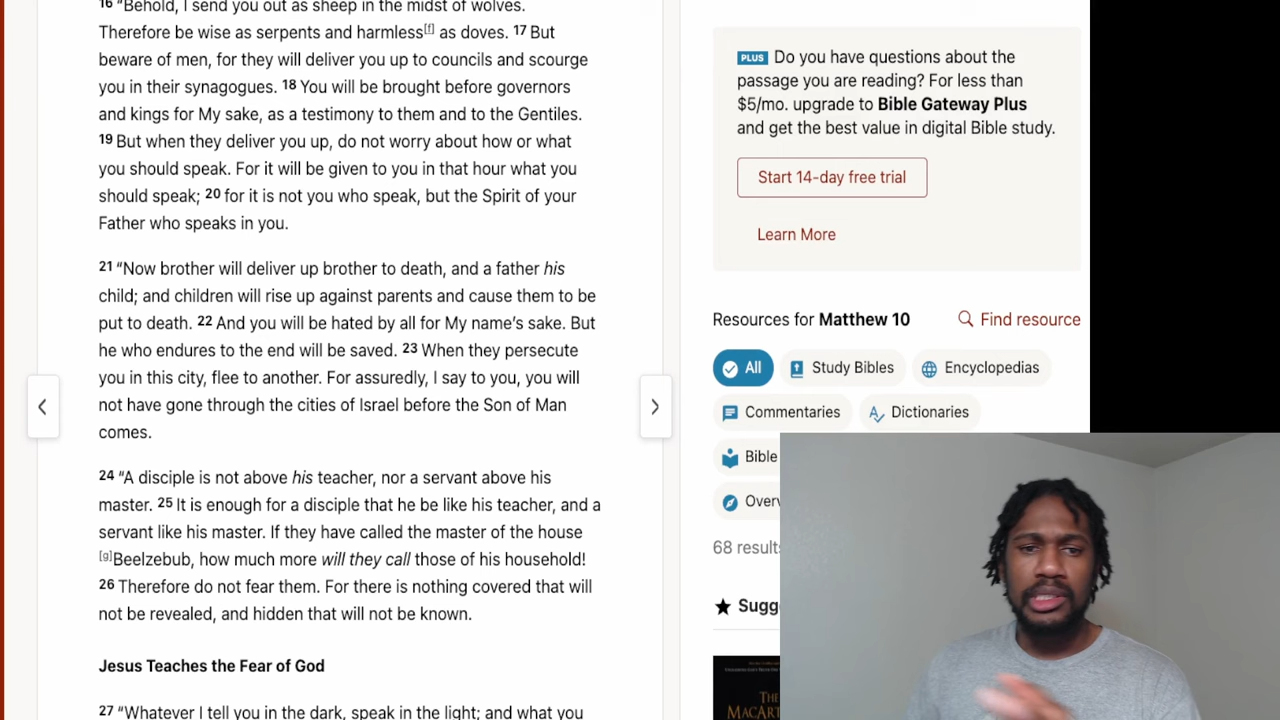 16 “Behold, I send you out as sheep in the midst of wolves.
Therefore be wise as serpents and harmless[f] as doves. 17 But
beware of men, for they will deliver you up to councils and scourge
you in their synagogues. 18 You will be brought before governors
and kings for My sake, as a testimony to them and to the Gentiles.
19 But when they deliver you up, do not worry about how or what
you should speak. For it will be given to you in that hour what you
should speak; 20 for it is not you who speak, but the Spirit of your
Father who speaks in you.
21 “Now brother will deliver up brother to death, and a father his
child; and children will rise up against parents and cause them to be
put to death. 22 And you will be hated by all for My name’s sake. But
he who endures to the end will be saved. 23 When they persecute
you in this city, flee to another. For assuredly, I say to you, you will
not have gone through the cities of Israel before the Son of Man
comes.
24 “A disciple is not above his teacher, nor a servant above his
master. 25 It is enough for a disciple that he be like his teacher, and a
servant like his master. If they have called the master of the house
[g]Beelzebub, how much more will they call those of his household!
26 Therefore do not fear them. For there is nothing covered that will
not be revealed, and hidden that will not be known.
Jesus Teaches the Fear of God
27 “Whatever I tell you in the dark, speak in the light; and what you
PLUS Do you have questions about the
passage you are reading? For less than
$5/mo. upgrade to Bible Gateway Plus
and get the best value in digital Bible study.
Start 14-day free trial
Learn More
Resources for Matthew 10 Find resource
All Study Bibles Encyclopedias
Commentaries Dictionaries
Bible
Overv
68 results
Sugg
THE
MACART